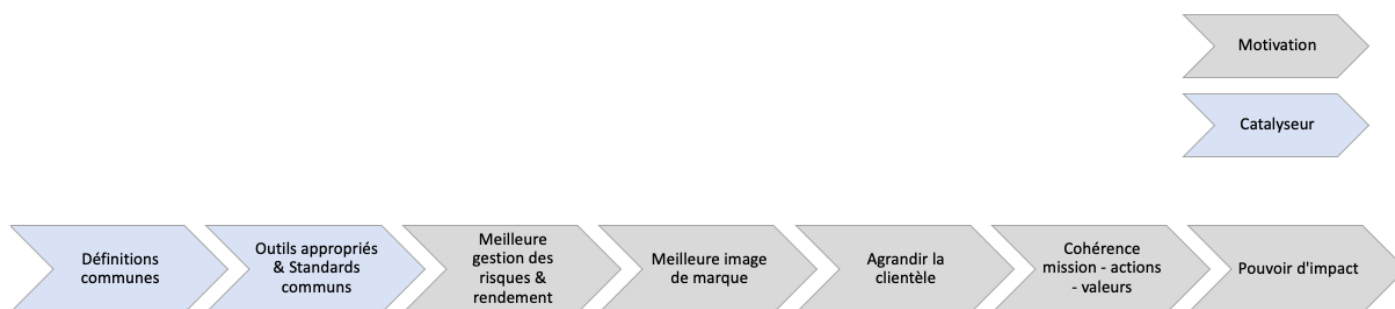 Motivation
Catalyseur
Définitions
communes
Outils appropriés
& Standards
communs
Meilleure
gestion des
risques &
rendement
Meilleure image
de marque
Agrandir la
clientèle
Cohérence
mission - actions
- valeurs
Pouvoir d'impact